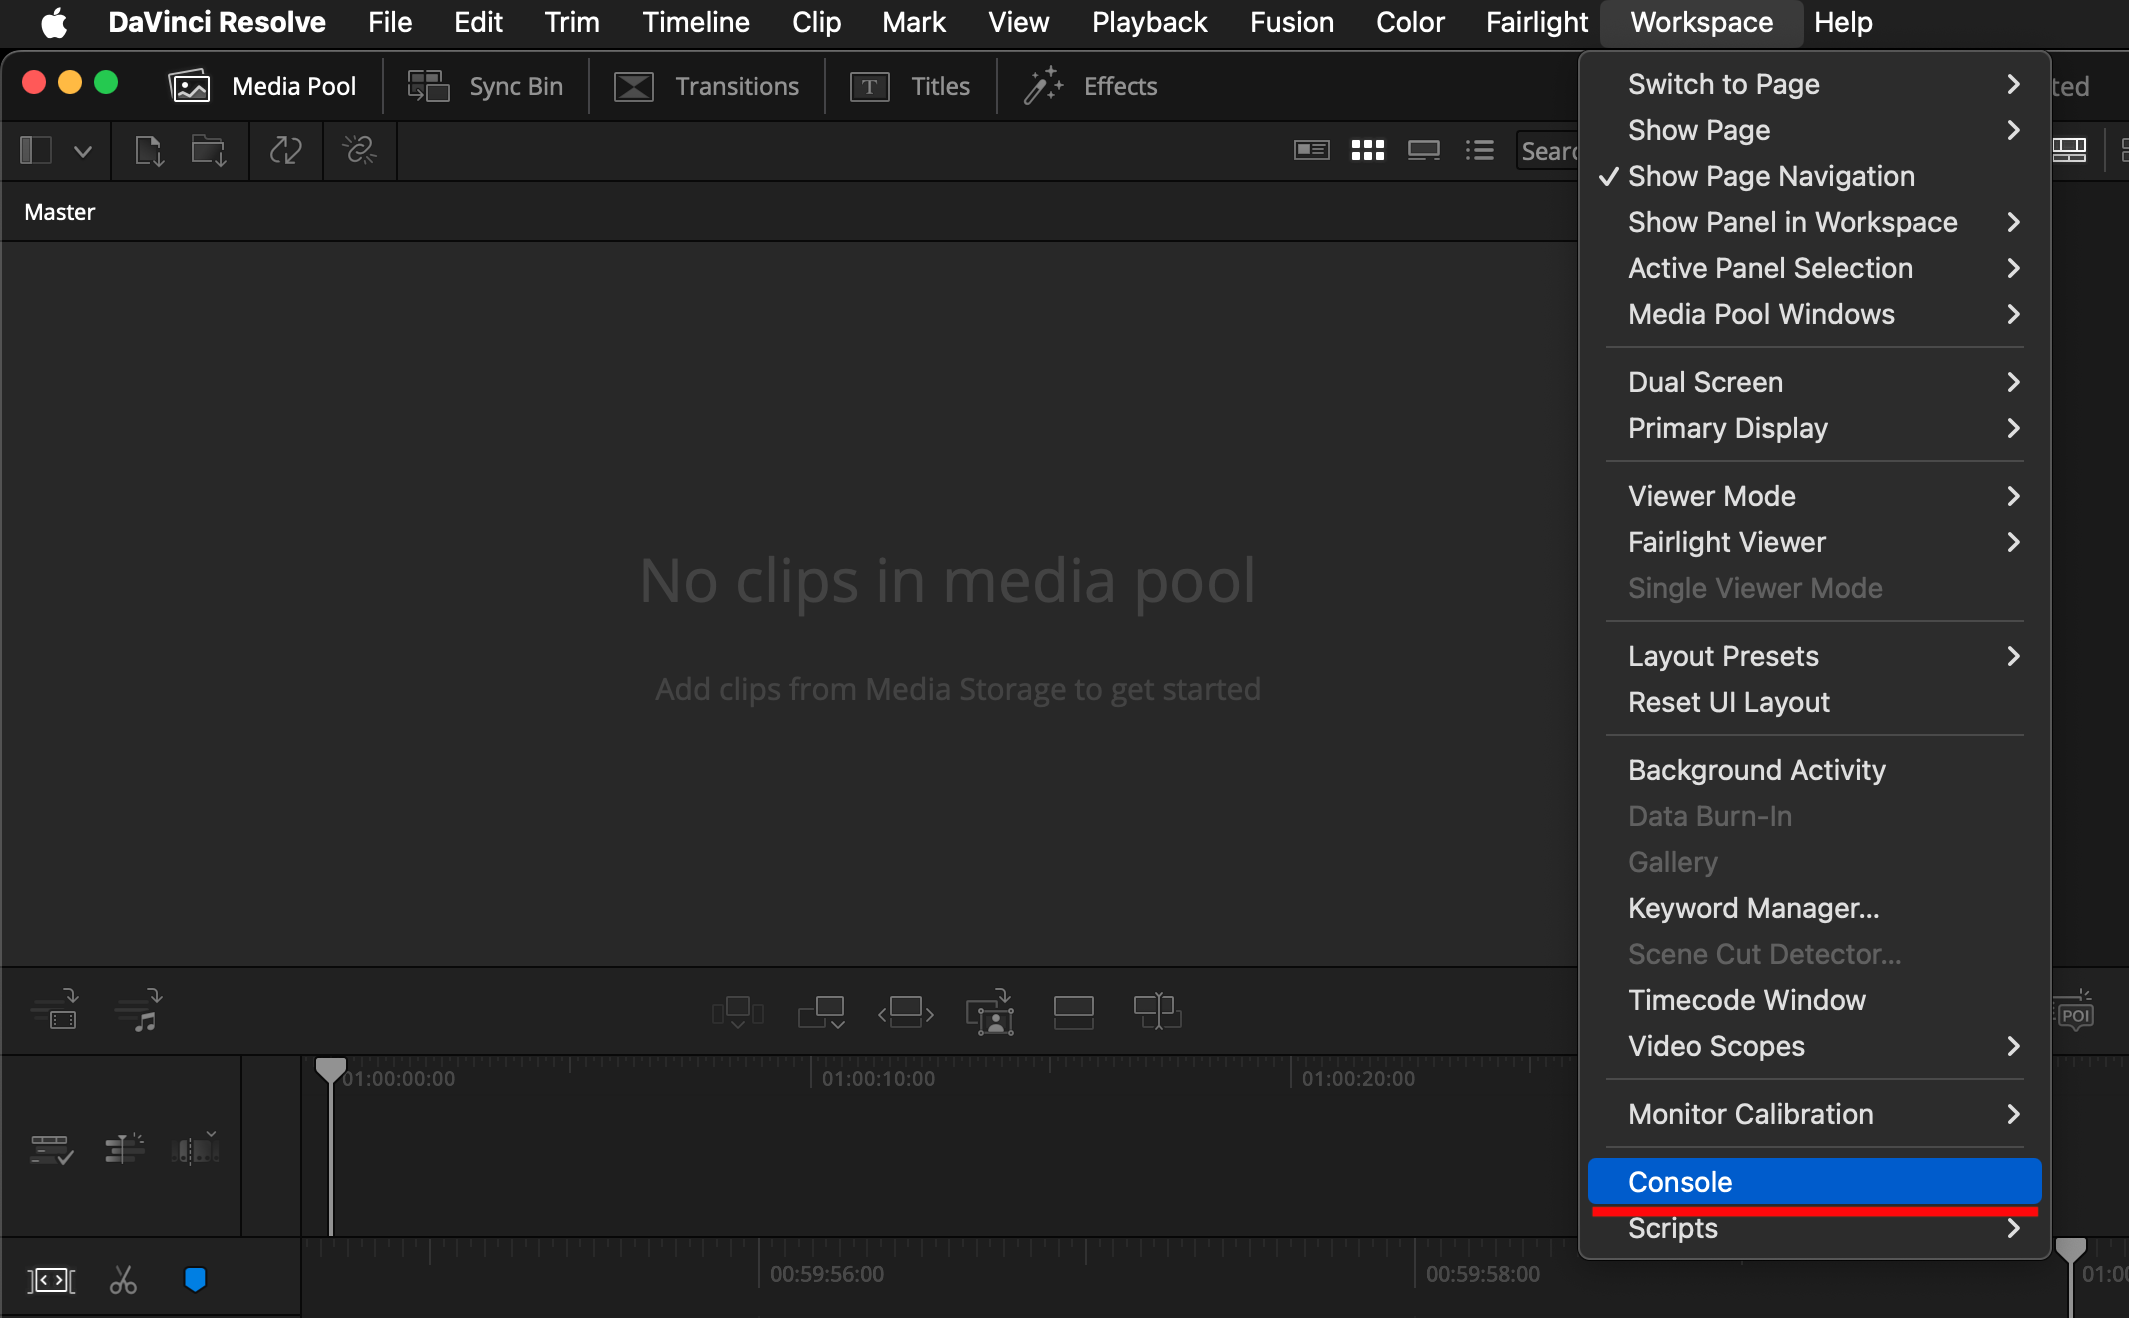 DaVinci Resolve File Edit Trim Timeline Clip Mark View Playback Fusion Color Fairlight Workspace Help
Media Pool Sync Bin Transitions T Titles Effects
Master
No clips in media pool
Add clips from Media Storage to get started
Switch to Page
Show Page
Show Page Navigation
Show Panel in Workspace
Active Panel Selection
Media Pool Windows
Dual Screen
Primary Display
Viewer Mode
Fairlight Viewer
Single Viewer Mode
Layout Presets
Reset UI Layout
Background Activity
Data Burn-In
Gallery
Keyword Manager...
Scene Cut Detector...
Timecode Window
Video Scopes
Monitor Calibration
Console
Scripts
POI
01:00:00:00 01:00:10:00 01:00:20:00
00:59:56:00 00:59:58:00